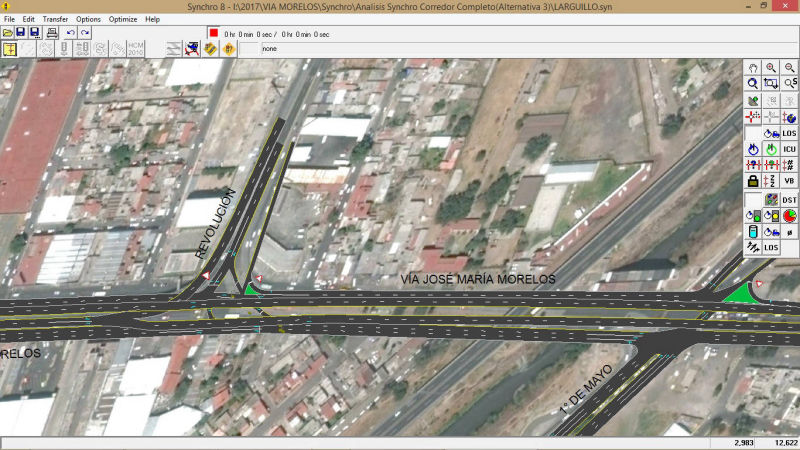 Synchro 8 - I:\2017\VIA MORELOS\Synchro\Analisis Synchro Corredor Completo(Alternativa 3)\LARGUILLO.syn
File Edit Transfer Options Optimize Help
0 hr 0 min 0 sec / 0 hr 0 min 0 sec
HCM 2010
none
S
LOS
ICU
VB
DST
LOS
REVOLUCIÓN
VÍA JOSÉ MARÍA MORELOS
RELOS
1° DE MAYO
2,983 12,622